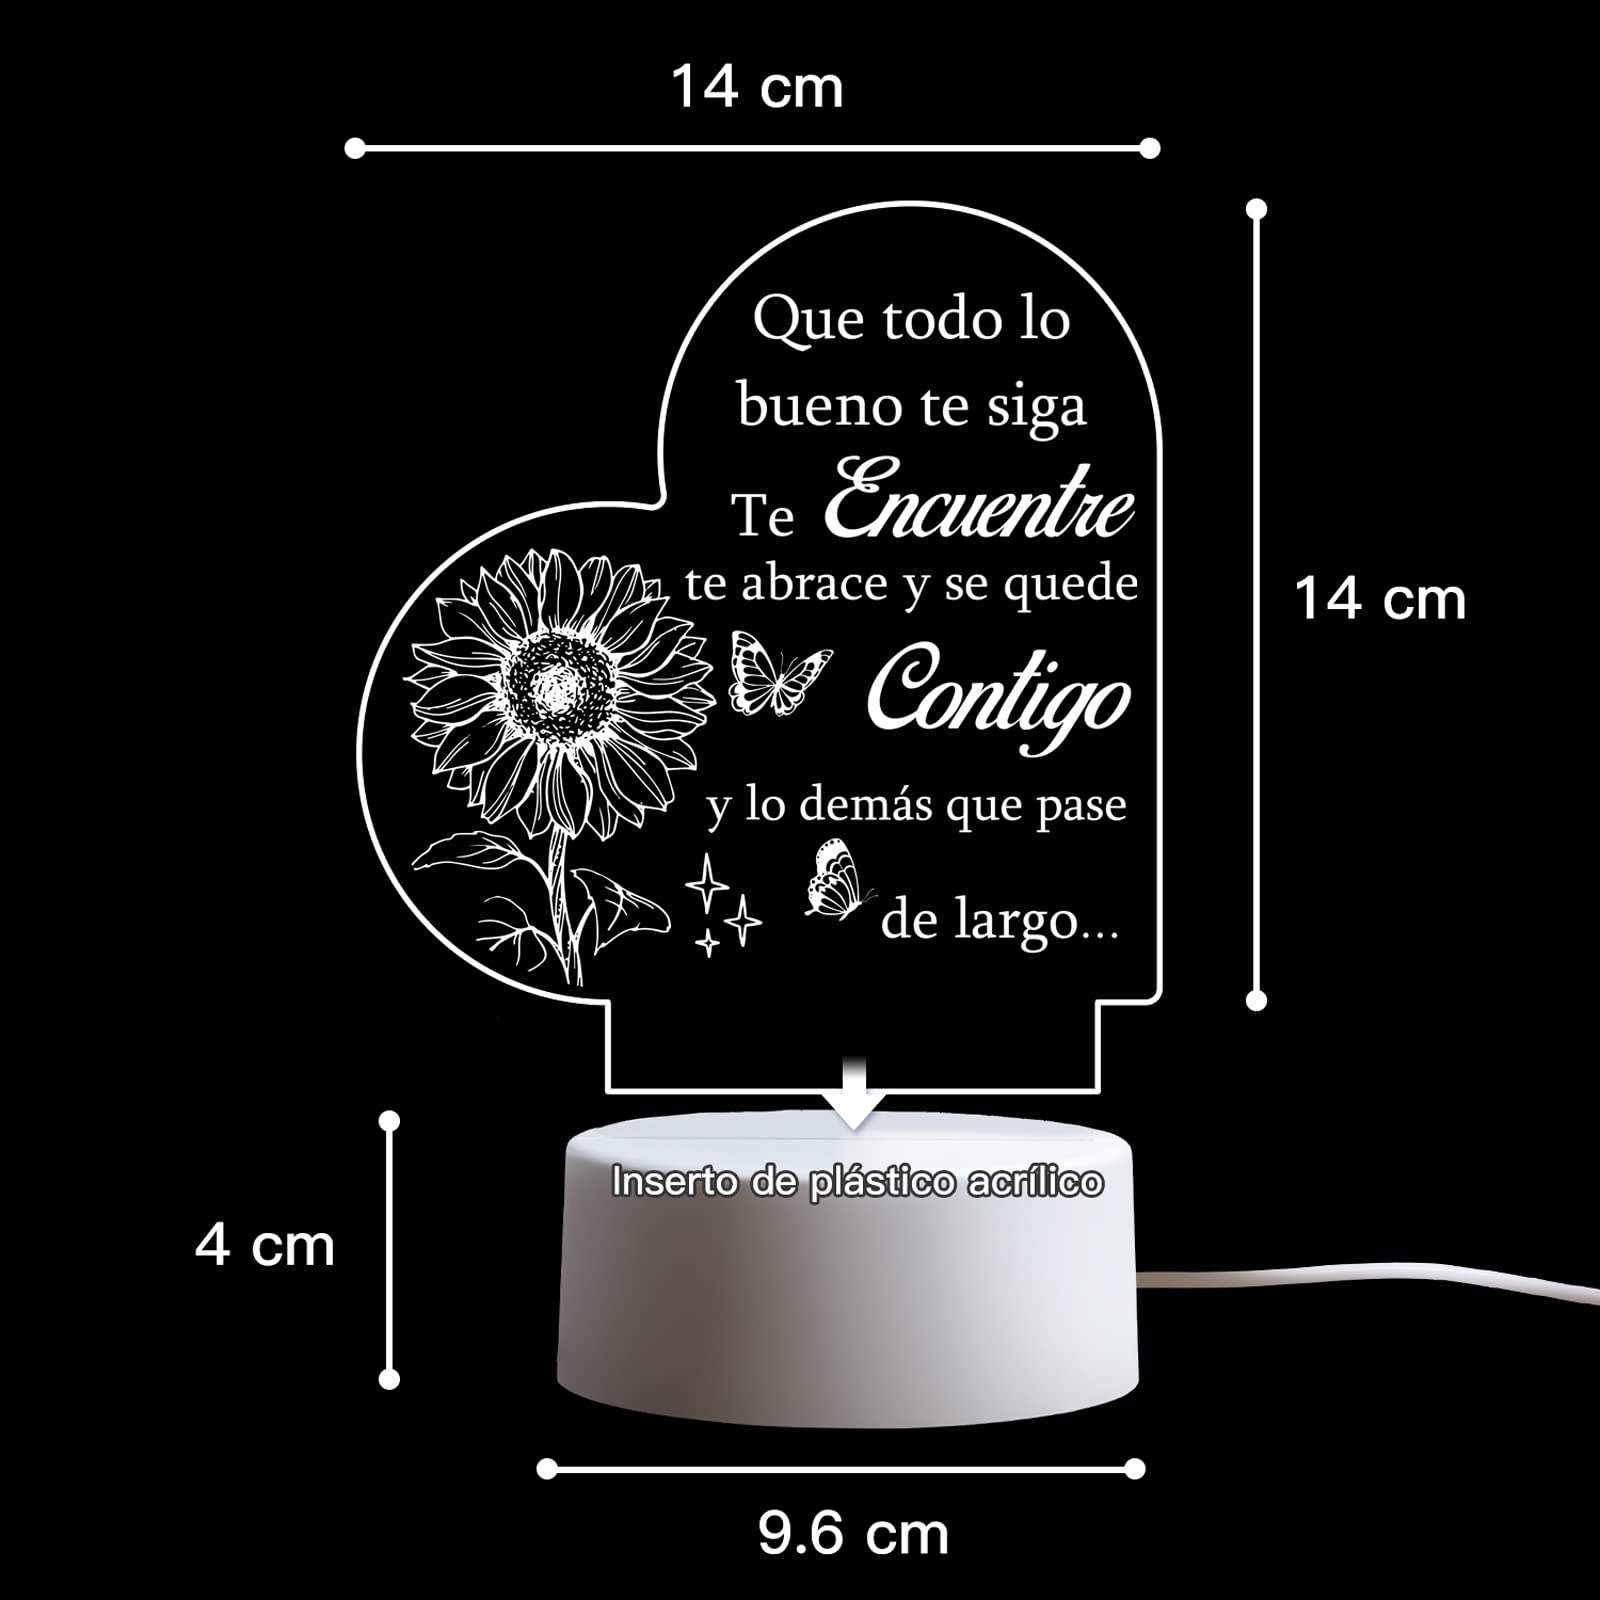 14 cm
Que todo lo
bueno te siga
Te Encuentre
te abrace y se quede
Contigo
y lo demás que pase
de largo...
14 cm
Inserto de plástico acrílico
4 cm
9.6 cm